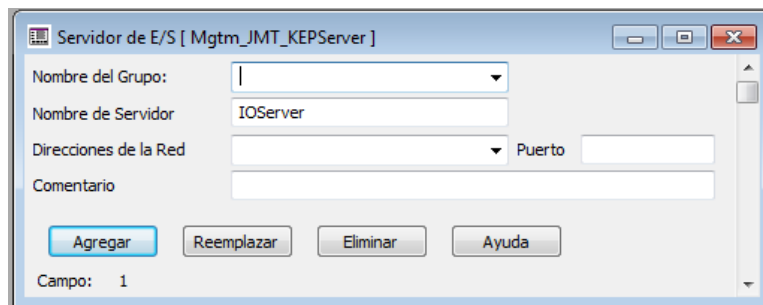 Servidor de E/S [ Mgtm_JMT_KEPServer ]
Nombre del Grupo:
Nombre de Servidor IOServer
Direcciones de la Red Puerto
Comentario
Agregar Reemplazar Eliminar Ayuda
Campo: 1